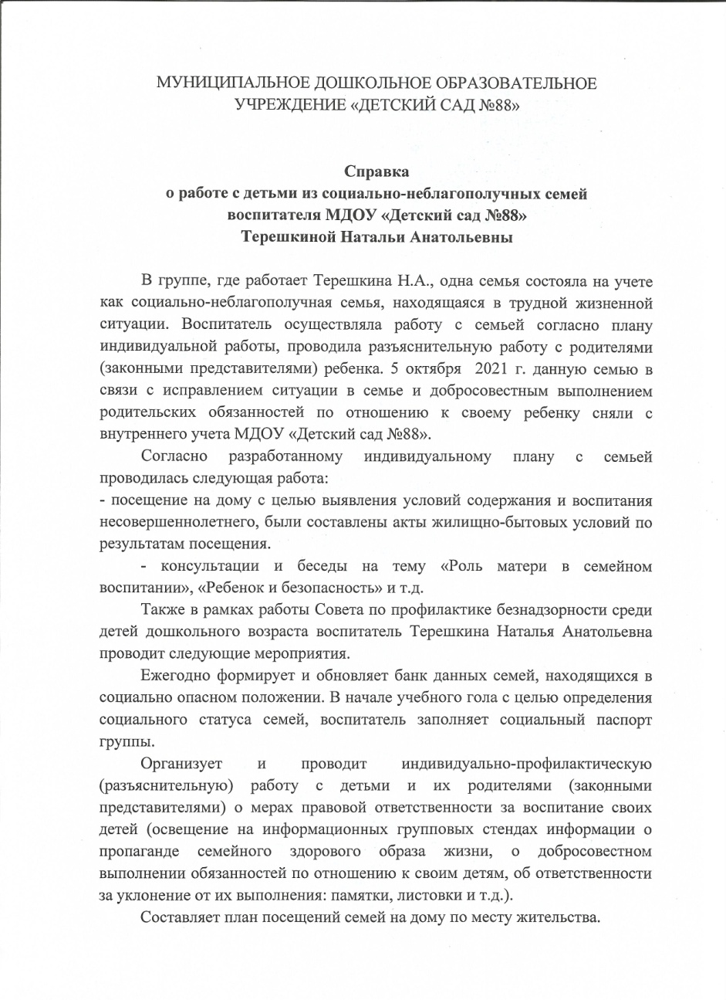 МУНИЦИПАЛЬНОЕ ДОШКОЛЬНОЕ ОБРАЗОВАТЕЛЬНОЕ
УЧРЕЖДЕНИЕ «ДЕТСКИЙ САД №88»
Справка
о работе с детьми из социально-неблагополучных семей
воспитателя МДОУ «Детский сад №88»
Терешкиной Натальи Анатольевны
В группе, где работает Терешкина Н.А., одна семья состояла на учете
как социально-неблагополучная семья, находящаяся в трудной жизненной
ситуации. Воспитатель осуществляла работу с семьей согласно плану
индивидуальной работы, проводила разъяснительную работу с родителями
(законными представителями) ребенка. 5 октября 2021 г. данную семью в
связи с исправлением ситуации в семье и добросовестным выполнением
родительских обязанностей по отношению к своему ребенку сняли с
внутреннего учета МДОУ «Детский сад №88».
Согласно разработанному индивидуальному плану с семьей
проводилась следующая работа:
- посещение на дому с целью выявления условий содержания и воспитания
несовершеннолетнего, были составлены акты жилищно-бытовых условий по
результатам посещения.
- консультации и беседы на тему «Роль матери в семейном
воспитании», «Ребенок и безопасность» и т.д.
Также в рамках работы Совета по профилактике безнадзорности среди
детей дошкольного возраста воспитатель Терешкина Наталья Анатольевна
проводит следующие мероприятия.
Ежегодно формирует и обновляет банк данных семей, находящихся в
социально опасном положении. В начале учебного гола с целью определения
социального статуса семей, воспитатель заполняет социальный паспорт
группы.
Организует и проводит индивидуально-профилактическую
(разъяснительную) работу с детьми и их родителями (законными
представителями) о мерах правовой ответственности за воспитание своих
детей (освещение на информационных групповых стендах информации о
пропаганде семейного здорового образа жизни, о добросовестном
выполнении обязанностей по отношению к своим детям, об ответственности
за уклонение от их выполнения: памятки, листовки и т.д.).
Составляет план посещений семей на дому по месту жительства.